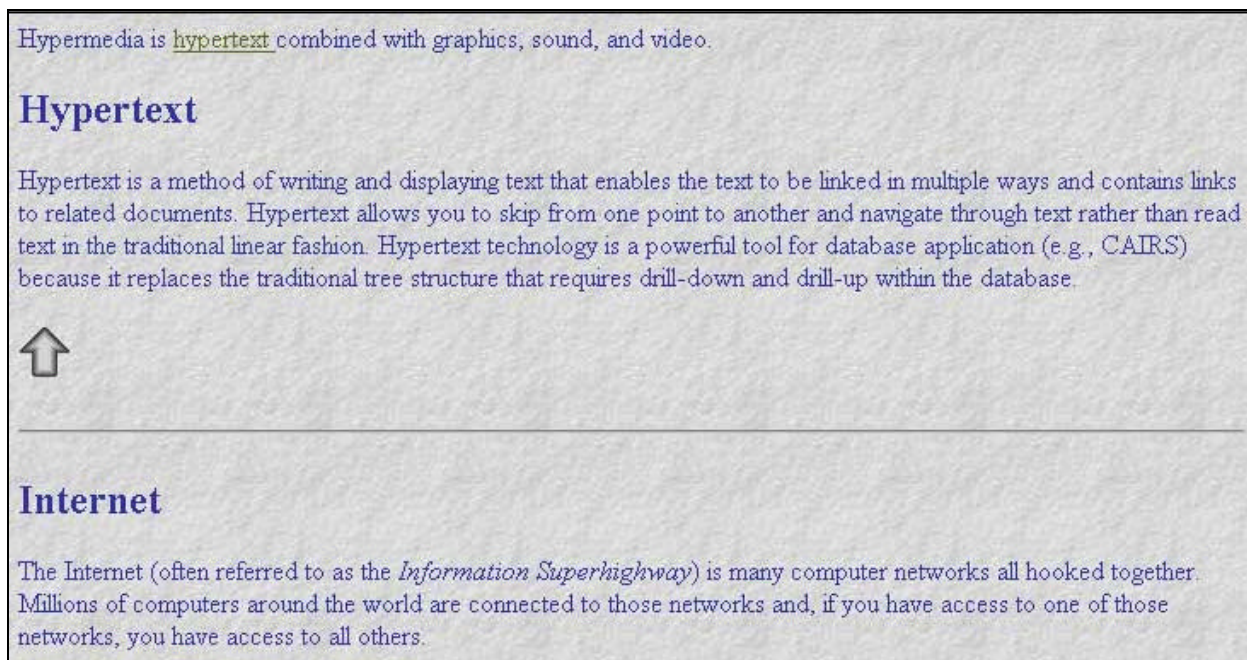 Hypermedia is hypertext combined with graphics, sound, and video.
Hypertext
Hypertext is a method of writing and displaying text that enables the text to be linked in multiple ways and contains links
to related documents. Hypertext allows you to skip from one point to another and navigate through text rather than read
text in the traditional linear fashion. Hypertext technology is a powerful tool for database application (e.g., CAIRS)
because it replaces the traditional tree structure that requires drill-down and drill-up within the database.
Internet
The Internet (often referred to as the Information Superhighway) is many computer networks all hooked together.
Millions of computers around the world are connected to those networks and, if you have access to one of those
networks, you have access to all others.